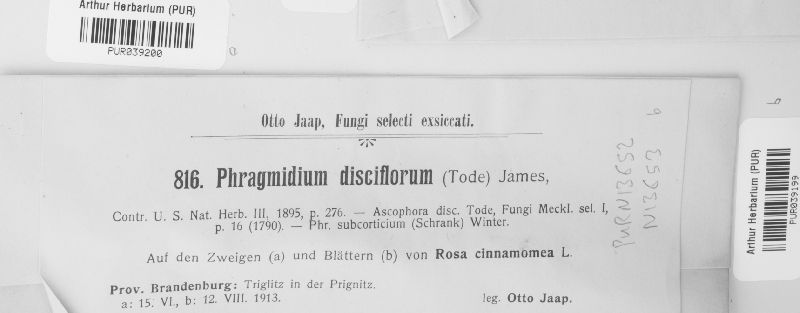 Arthur Herbarium (PUR)
PUR039200
a
Otto Jaap, Fungi selecti exsiccati.
816. Phragmidium disciflorum (Tode) James,
Contr. U. S. Nat. Herb. III, 1895, p. 276. — Ascophora disc. Tode, Fungi Meckl. sel. I,
p. 16 (1790). — Phr. subcorticium (Schrank) Winter.
Auf den Zweigen (a) und Blättern (b) von Rosa cinnamomea L.
Prov. Brandenburg: Triglitz in der Prignitz.
a: 15. VI., b: 12. VIII. 1913.
leg. Otto Jaap.
PURN13652
N13653 b
b
Arthur Herbarium (PUR)
PUR039199